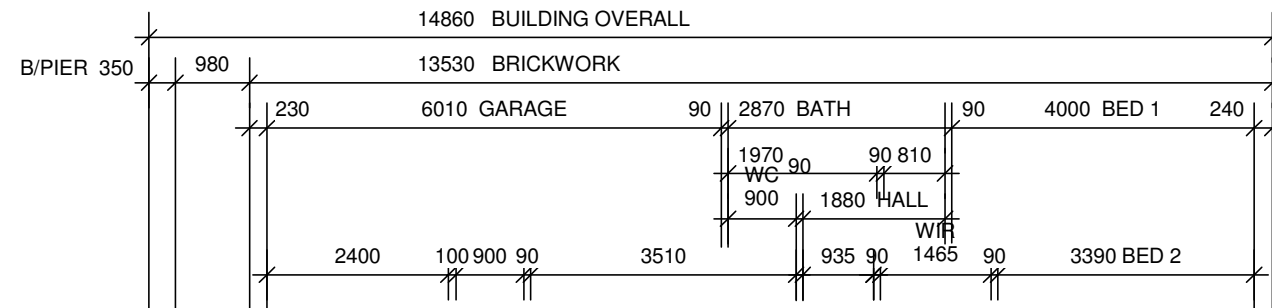 14860 BUILDING OVERALL
B/PIER 350 980 13530 BRICKWORK
230 6010 GARAGE 90 2870 BATH 90 4000 BED 1 240
1970 90 90 810
WC
900 1880 HALL
WIR
2400 100 900 90 3510 935 90 1465 90 3390 BED 2